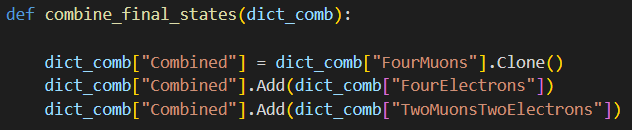 def combine_final_states(dict_comb):
    dict_comb["Combined"] = dict_comb["FourMuons"].Clone()
    dict_comb["Combined"].Add(dict_comb["FourElectrons"])
    dict_comb["Combined"].Add(dict_comb["TwoMuonsTwoElectrons"])